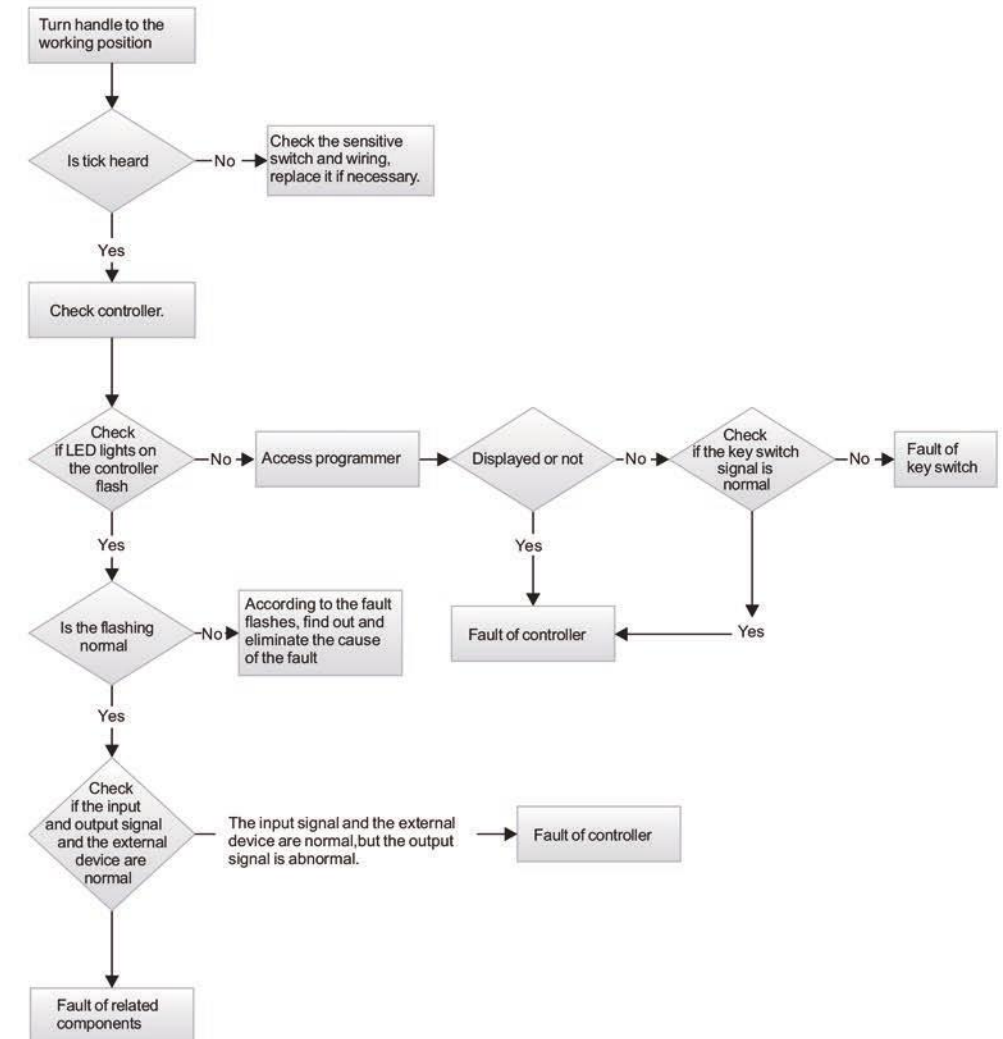 Turn handle to the
working position
Is tick heard
No
Check the sensitive
switch and wiring,
replace it if necessary.
Yes
Check controller.
Check
if LED lights on
the controller
flash
No
Access programmer
Displayed or not
No
Check
if the key switch
signal is
normal
No
Fault of
key switch
Yes
Yes
Is the flashing
normal
No
According to the fault
flashes, find out and
eliminate the cause
of the fault
Fault of controller
Yes
Yes
Check
if the input
and output signal
and the external
device are
normal
The input signal and the external
device are normal,but the output
signal is abnormal.
Fault of controller
Fault of related
components